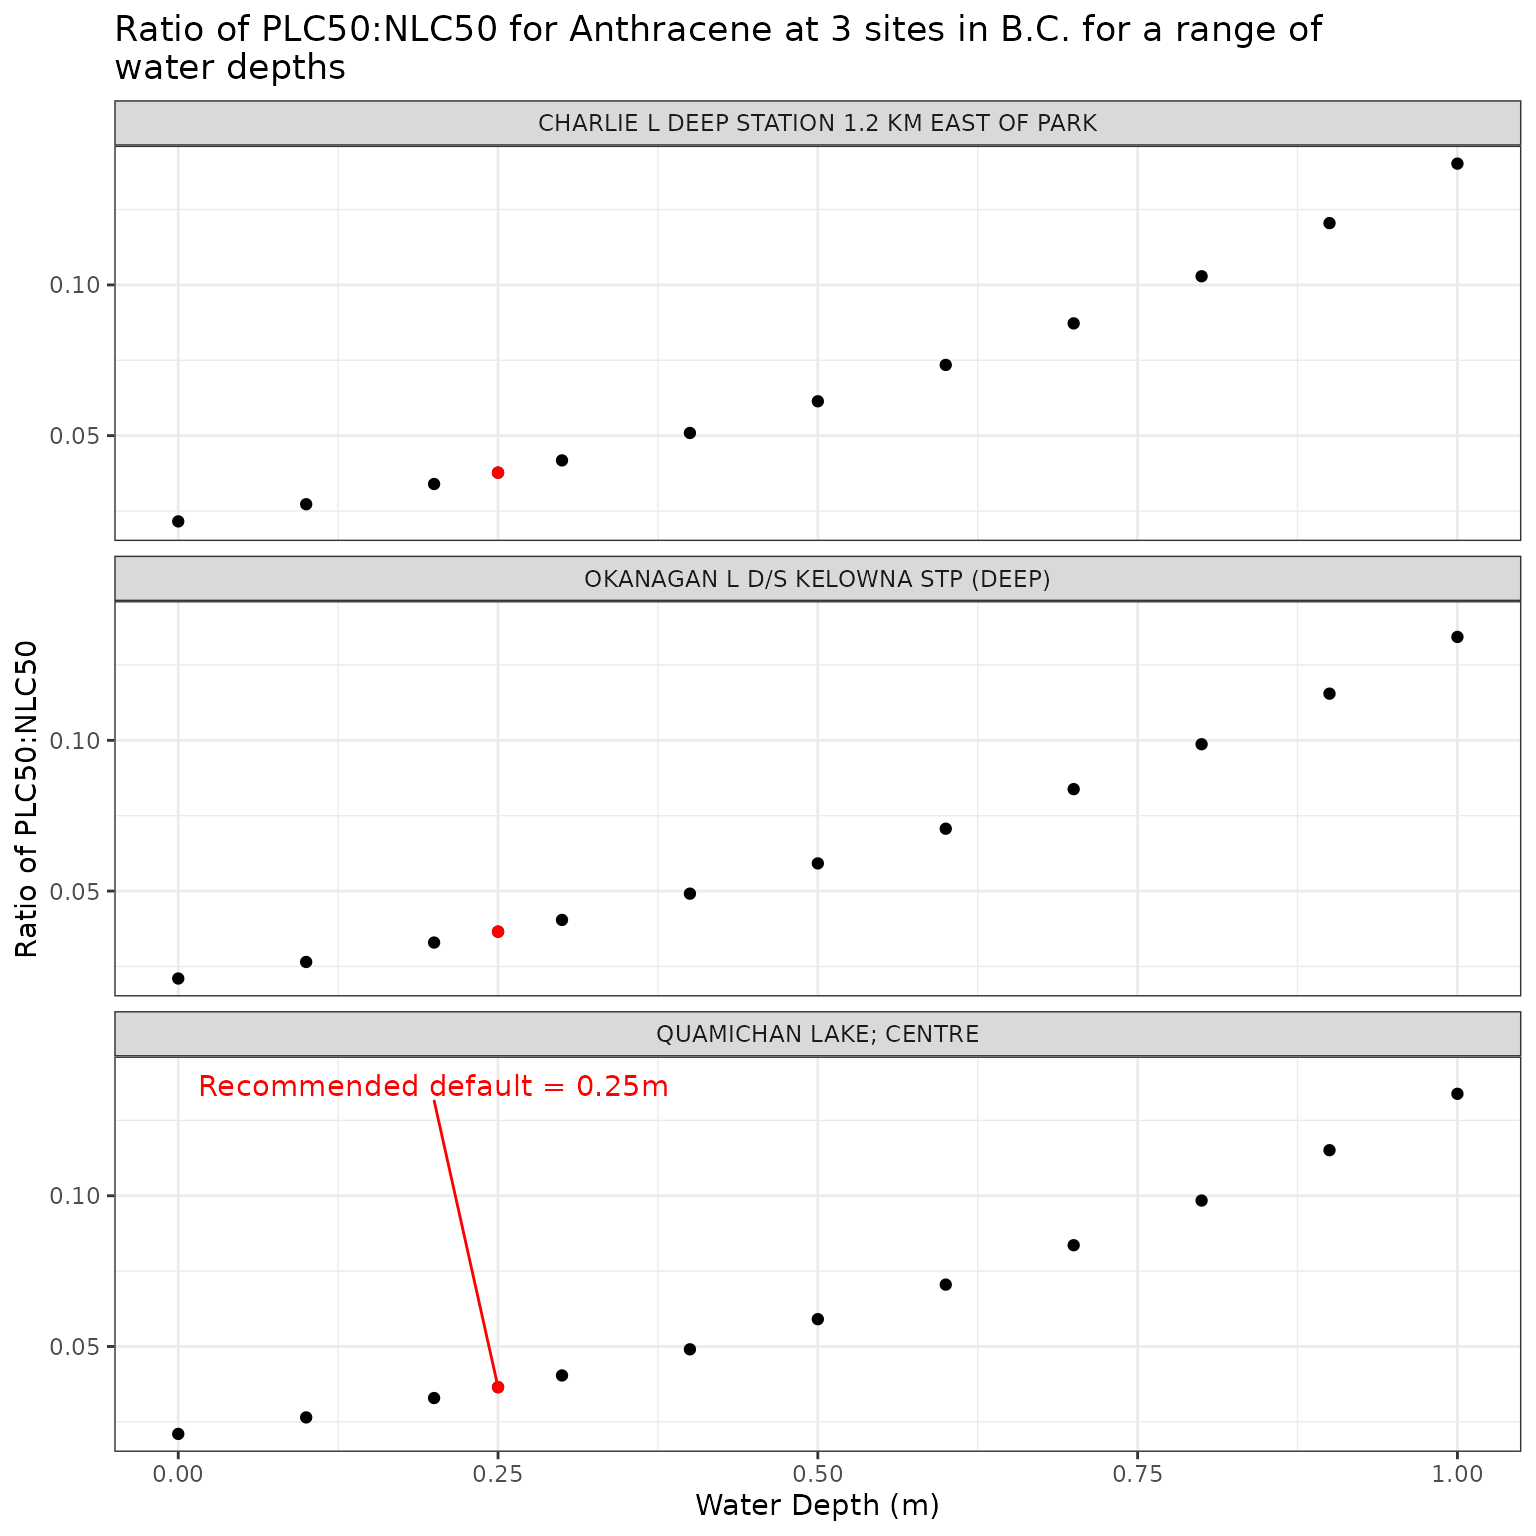 Ratio of PLC50:NLC50 for Anthracene at 3 sites in B.C. for a range of
water depths
CHARLIE L DEEP STATION 1.2 KM EAST OF PARK
0.10
0.05
OKANAGAN L D/S KELOWNA STP (DEEP)
0.10
0.05
Ratio of PLC50:NLC50
QUAMICHAN LAKE; CENTRE
Recommended default = 0.25m
0.10
0.05
0.00 0.25 0.50 0.75 1.00
Water Depth (m)